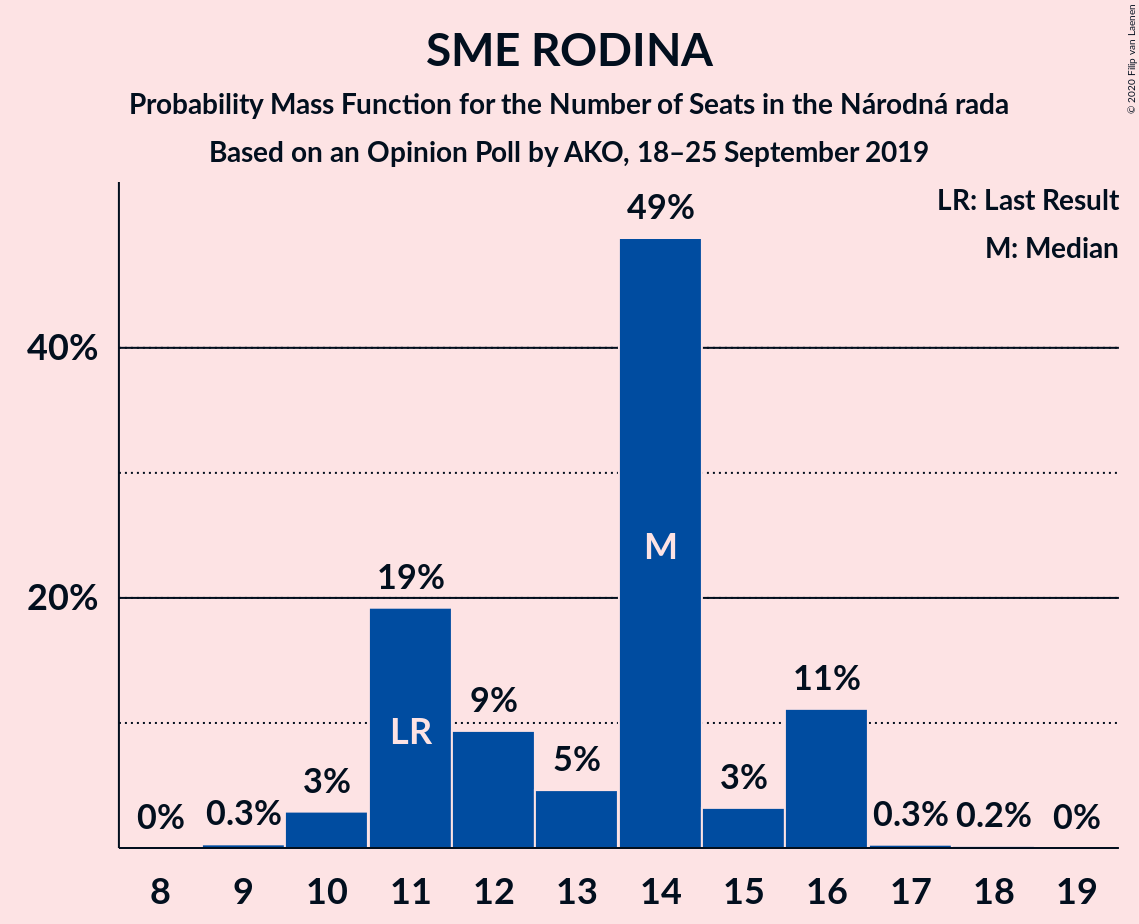 SME RODINA
Probability Mass Function for the Number of Seats in the Národná rada
Based on an Opinion Poll by AKO, 18–25 September 2019
© 2020 Filip van Laenen
LR: Last Result
M: Median
40%
20%
0%
0.3%
3%
19%
9%
5%
49%
3%
11%
0.3%
0.2%
0%
LR
M
8 9 10 11 12 13 14 15 16 17 18 19